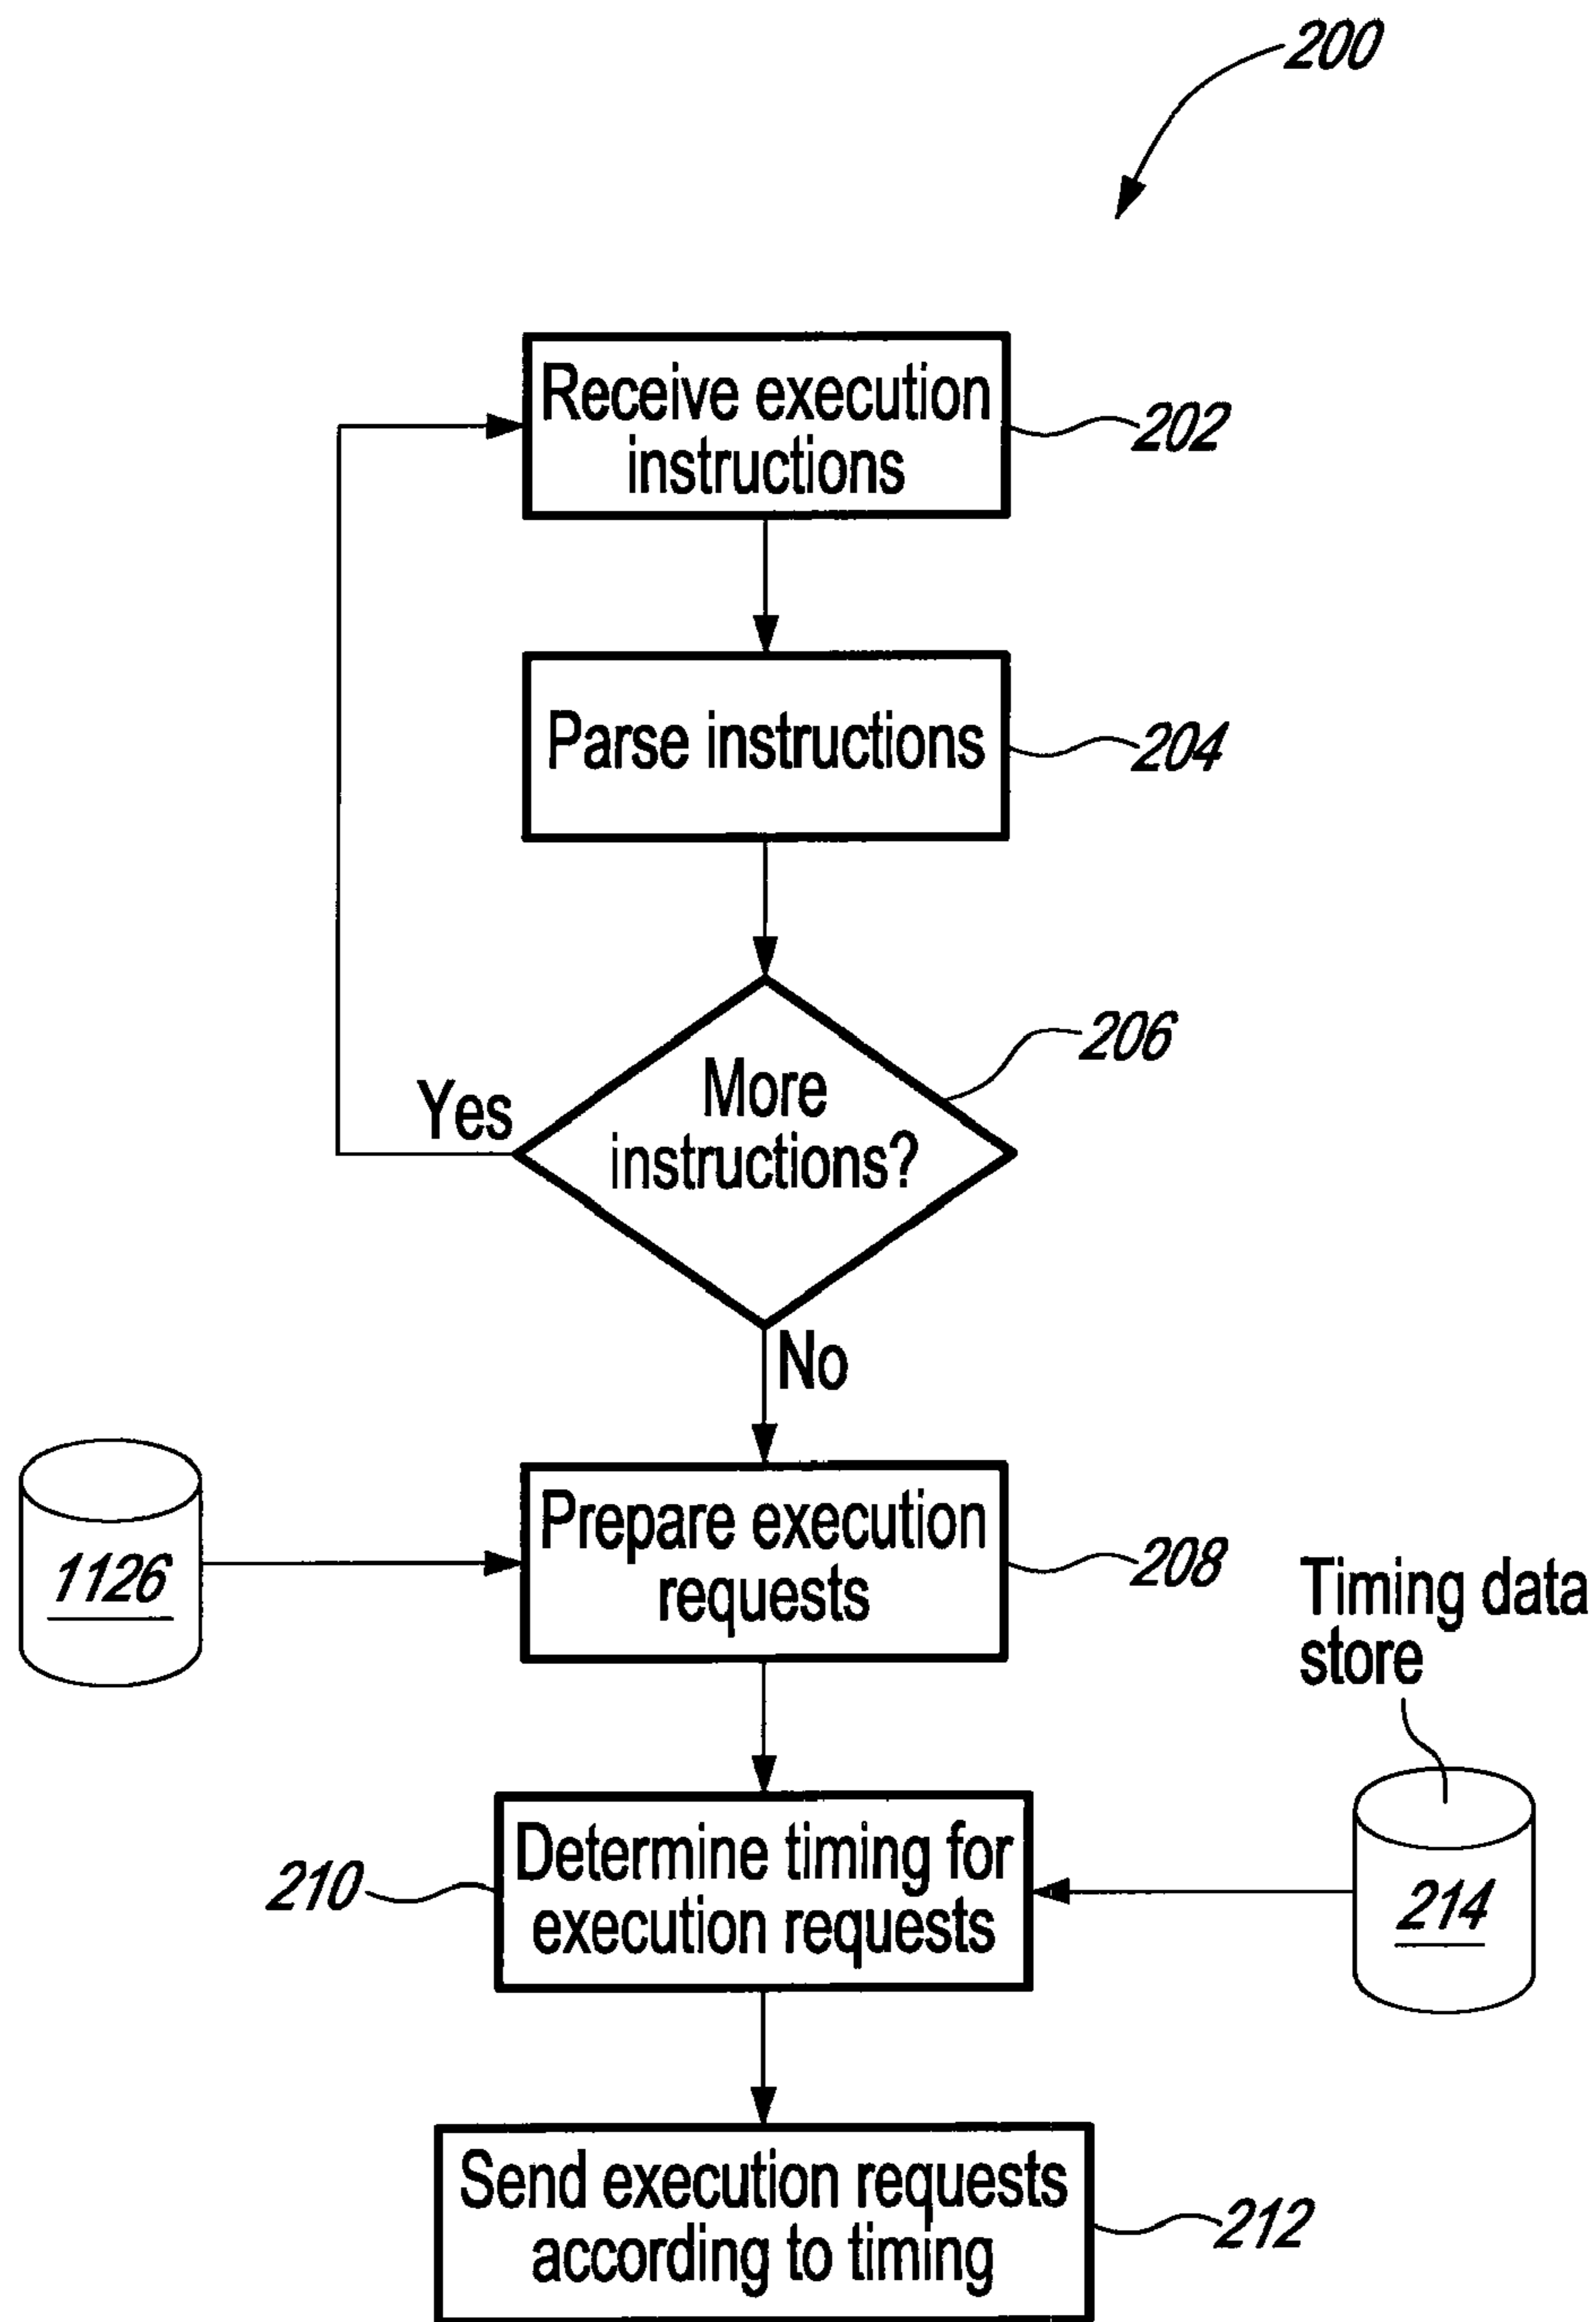 200
Receive execution
instructions
202
Parse instructions
204
206
More
instructions?
Yes
No
1126
Prepare execution
requests
208
Timing data
store
210
Determine timing for
execution requests
214
Send execution requests
according to timing
212